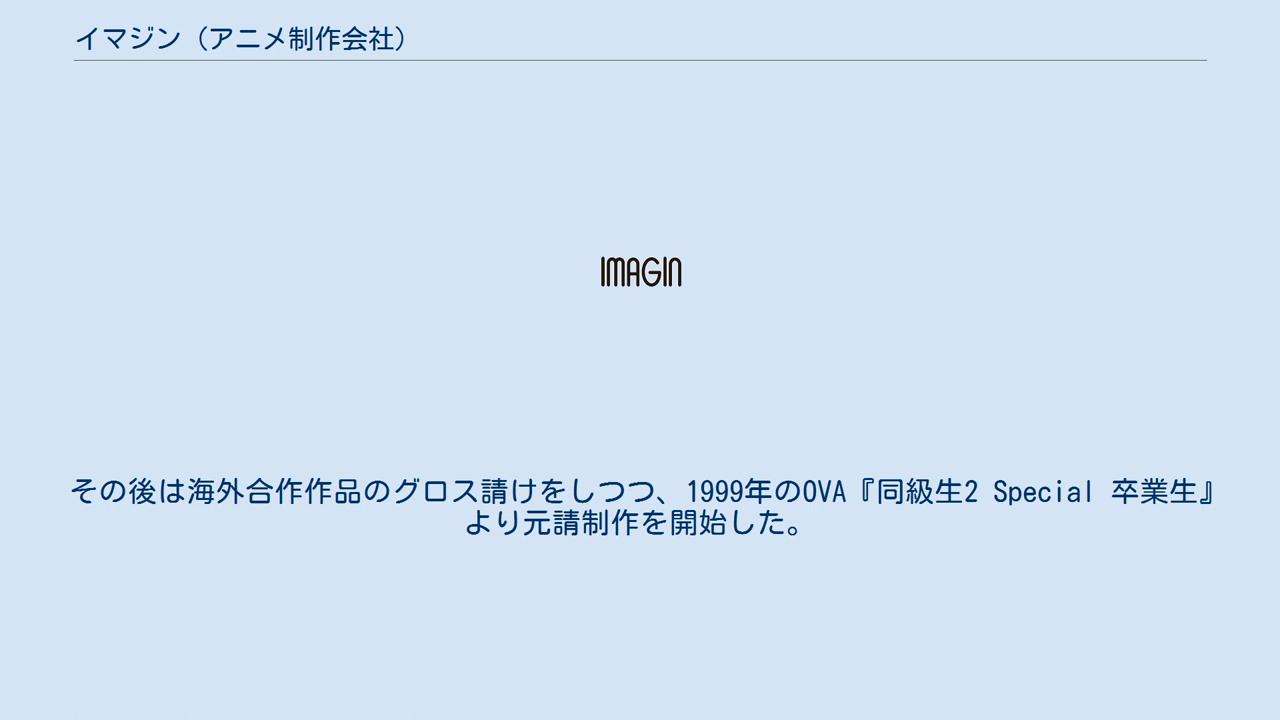 イマジン（アニメ制作会社）
IMAGIN
その後は海外合作作品のグロス請けをしつつ、1999年のOVA『同級生2 Special 卒業生』
より元請制作を開始した。